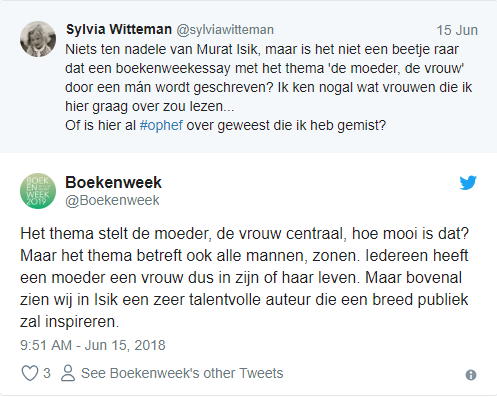 Sylvia Witteman @sylviawitteman 15 Jun
Niets ten nadele van Murat Isik, maar is het niet een beetje raar
dat een boekenweekessay met het thema 'de moeder, de vrouw'
door een mán wordt geschreven? Ik ken nogal wat vrouwen die ik
hier graag over zou lezen...
Of is hier al #ophef over geweest die ik heb gemist?
BOEK
EN
WEEK
2019
Boekenweek
@Boekenweek
Het thema stelt de moeder, de vrouw centraal, hoe mooi is dat?
Maar het thema betreft ook alle mannen, zonen. Iedereen heeft
een moeder een vrouw dus in zijn of haar leven. Maar bovenal
zien wij in Isik een zeer talentvolle auteur die een breed publiek
zal inspireren.
9:51 AM - Jun 15, 2018
3 See Boekenweek's other Tweets